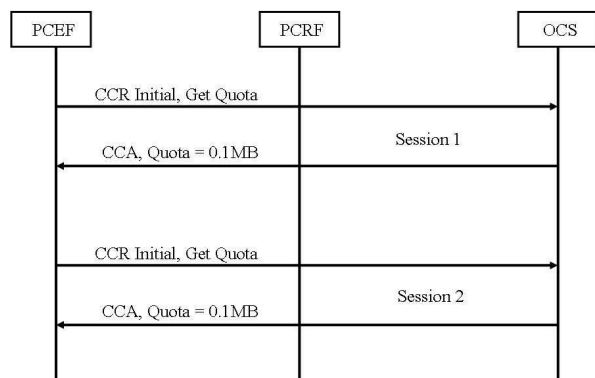 PCEF
PCRF
OCS
CCR Initial, Get Quota
Session 1
CCA, Quota = 0.1MB
CCR Initial, Get Quota
Session 2
CCA, Quota = 0.1MB